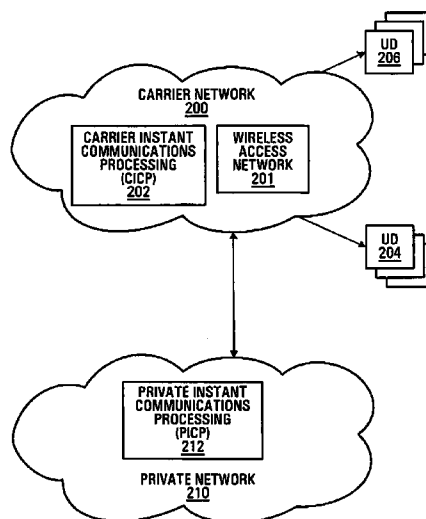 UD
206
CARRIER NETWORK
200
CARRIER INSTANT
COMMUNICATIONS
PROCESSING
(CICP)
202
WIRELESS
ACCESS
NETWORK
201
UD
204
PRIVATE INSTANT
COMMUNICATIONS
PROCESSING
(PICP)
212
PRIVATE NETWORK
210